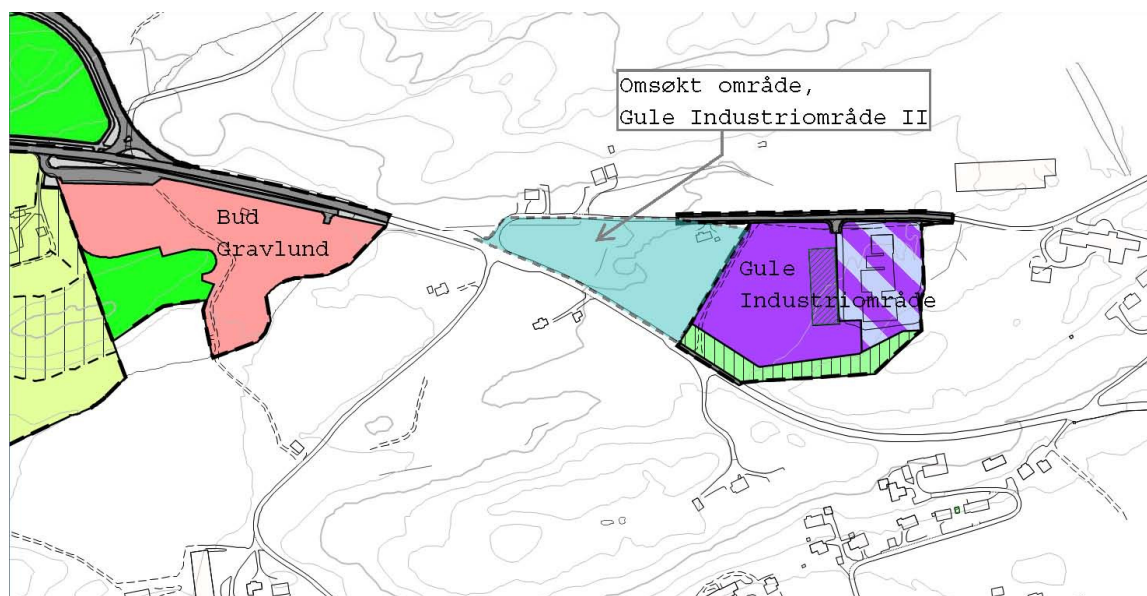 Omsøkt område,
Gule Industriområde II
Bud
Gravlund
Gule
Industriområde